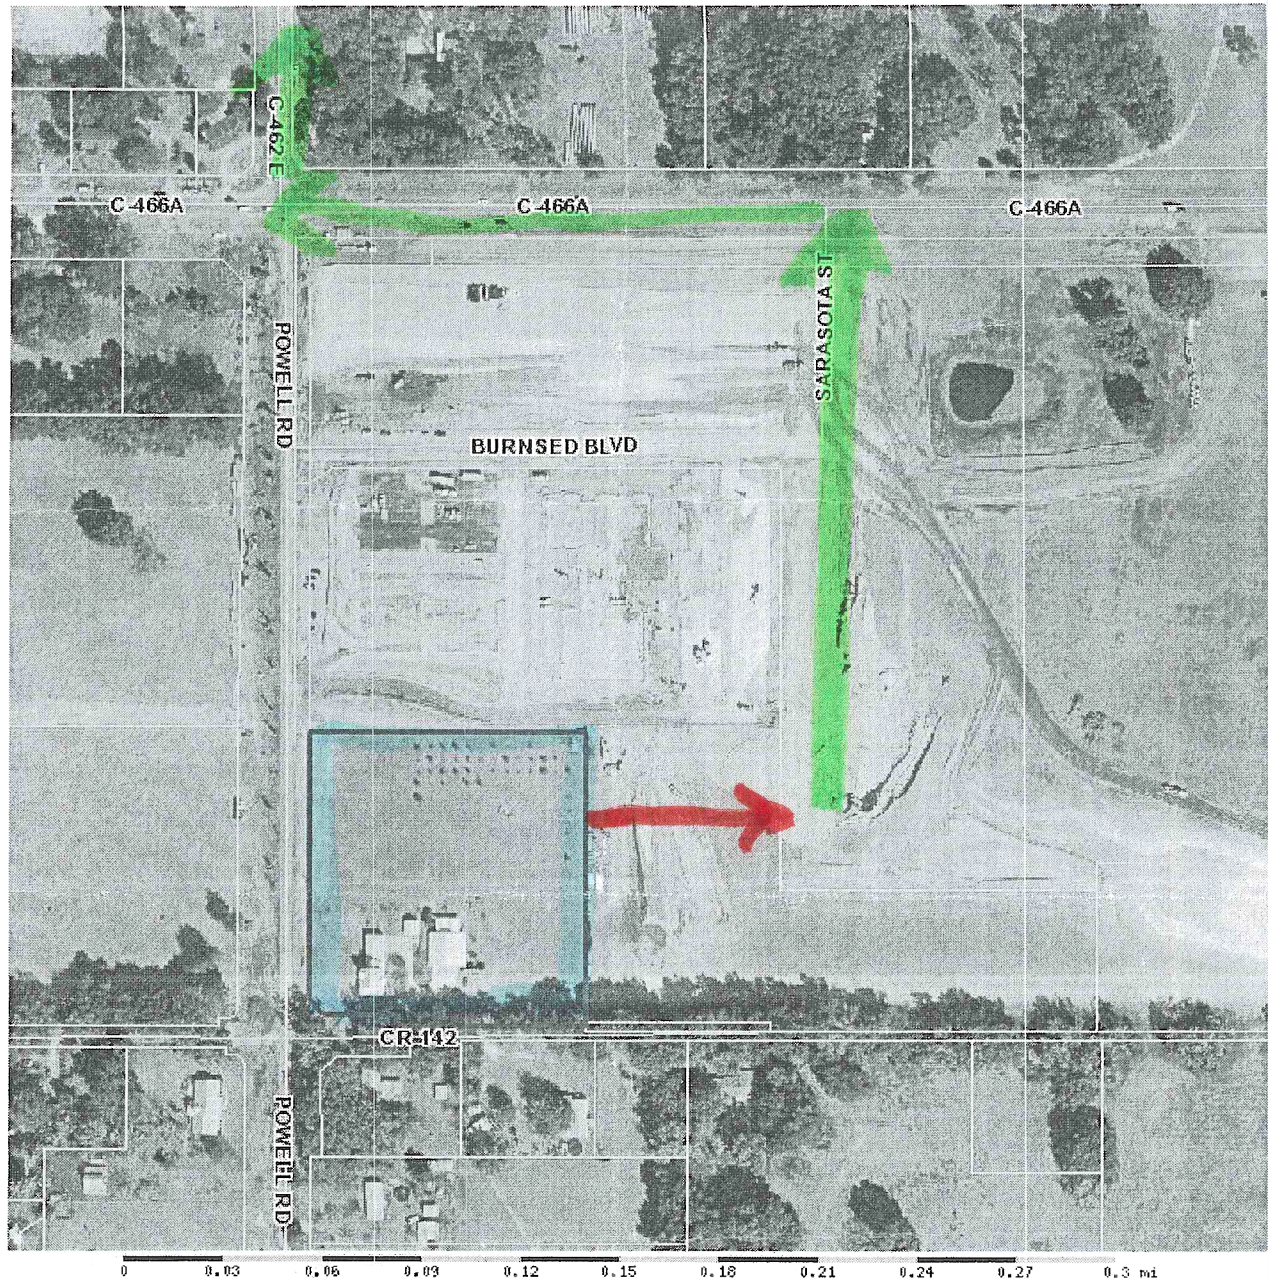 C-462 E
C-466A
C-466A
C-466A
SARASOTA ST
POWELL RD
BURNSED BLVD
CR-142
POWELL RD
0 0.03 0.06 0.09 0.12 0.15 0.18 0.21 0.24 0.27 0.3 mi